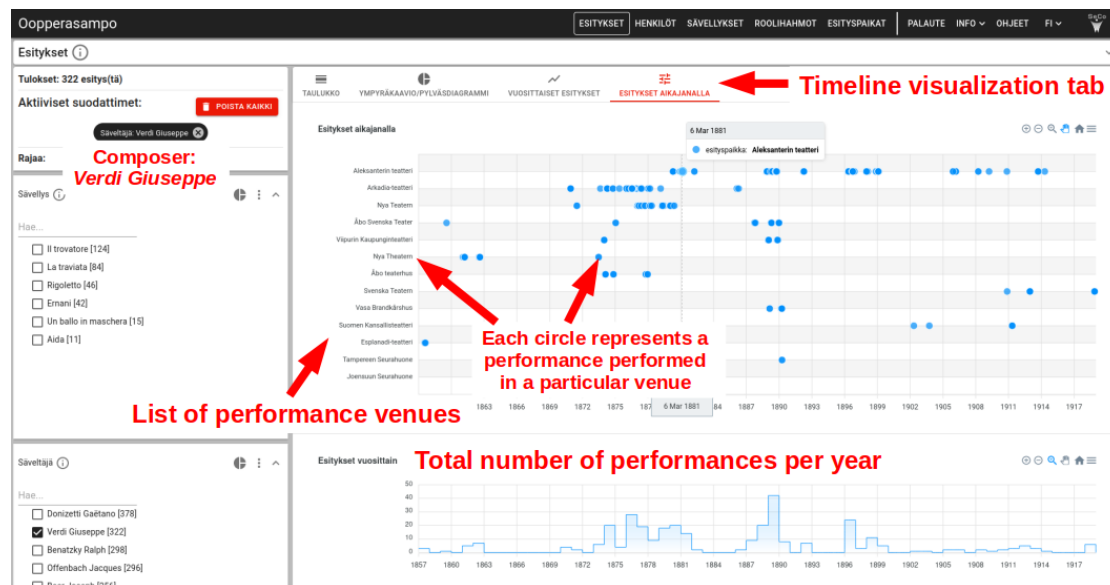 Oopperasampo
ESITYKSET HENKILÖT SÄVELLYKSET ROOLIHAHMOT ESITYSPAIKAT PALAUTE INFO OHJEET FI SeCo
Esitykset
Tulokset: 322 esitys(tä)
Aktiiviset suodattimet:
POISTA KAIKKI
Säveltäjä: Verdi Giuseppe
Rajaa:
Composer:
Verdi Giuseppe
Sävellys
Hae...
Il trovatore [124]
La traviata [84]
Rigoletto [46]
Ernani [42]
Un ballo in maschera [15]
Aida [11]
TAULUKKO YMPYRÄKAAVIO/PYLVÄSDIAGRAMMI VUOSITTAISET ESITYKSET ESITYKSET AIKAJANALLA
Timeline visualization tab
Esitykset aikajanalla
6 Mar 1881
esityspaikka: Aleksanterin teatteri
Aleksanterin teatteri
Arkadia-teatteri
Nya Teatern
Åbo Svenska Teater
Viipurin Kaupunginteatteri
Nya Theatern
Åbo teaterhus
Svenska Teatern
Vasa Brandkårshus
Suomen Kansallisteatteri
Esplanadi-teatteri
Tampereen Seurahuone
Joensuun Seurahuone
Each circle represents a
performance performed
in a particular venue
List of performance venues
1863 1866 1869 1872 1875 187 6 Mar 1881 84 1887 1890 1893 1896 1899 1902 1905 1908 1911 1914 1917
Säveltäjä
Hae...
Donizetti Gaëtano [378]
Verdi Giuseppe [322]
Benatzky Ralph [298]
Offenbach Jacques [296]
Esitykset vuosittain
Total number of performances per year
50
40
30
20
10
0
1857 1860 1863 1866 1869 1872 1875 1878 1881 1884 1887 1890 1893 1896 1899 1902 1905 1908 1911 1914 1917